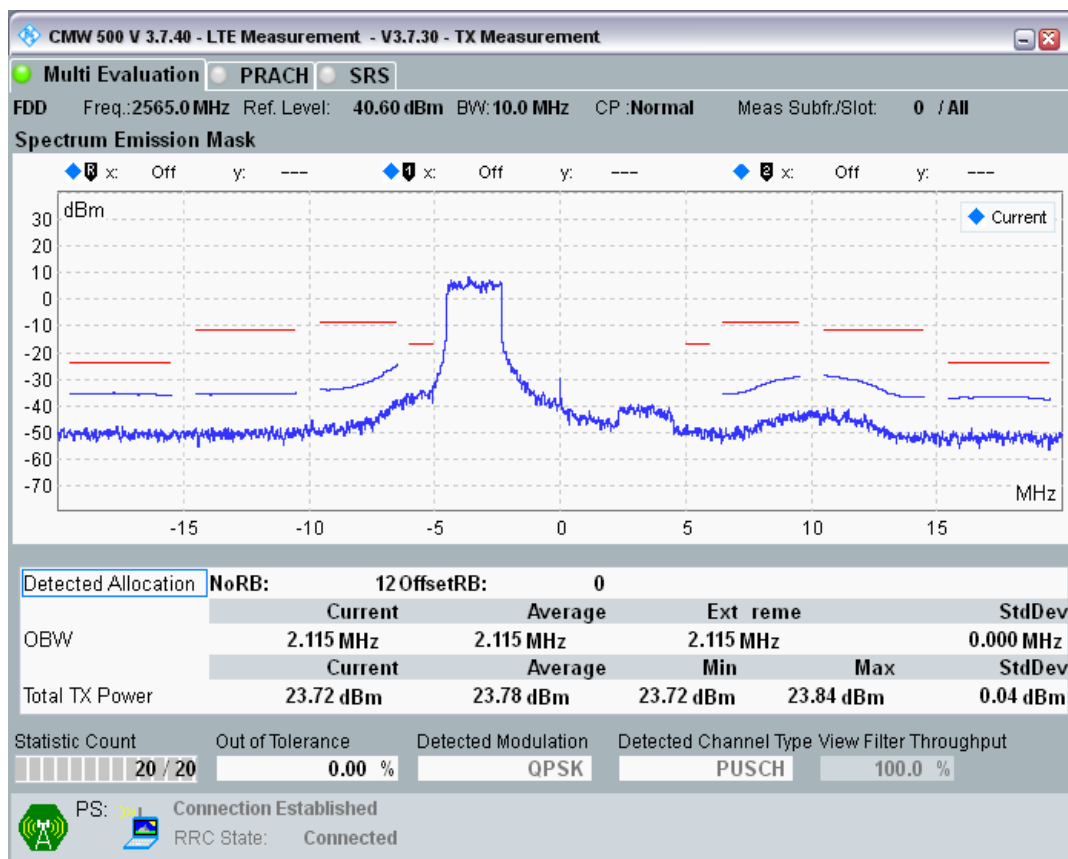 CMW 500 V 3.7.40 - LTE Measurement - V3.7.30 - TX Measurement
Multi Evaluation PRACH SRS
FDD Freq.:2565.0 MHz Ref. Level: 40.60 dBm BW: 10.0 MHz CP :Normal Meas Subfr./Slot: 0 / All
Spectrum Emission Mask
R x: Off y: --- 1 x: Off y: --- 2 x: Off y: ---
dBm
Current
30
20
10
0
-10
-20
-30
-40
-50
-60
-70
MHz
-15 -10 -5 0 5 10 15
Detected Allocation NoRB: 12 OffsetRB: 0
Current Average Ext reme StdDev
OBW 2.115 MHz 2.115 MHz 2.115 MHz 0.000 MHz
Current Average Min Max StdDev
Total TX Power 23.72 dBm 23.78 dBm 23.72 dBm 23.84 dBm 0.04 dBm
Statistic Count Out of Tolerance Detected Modulation Detected Channel Type View Filter Throughput
20 / 20 0.00 % QPSK PUSCH 100.0 %
PS: Connection Established
RRC State: Connected